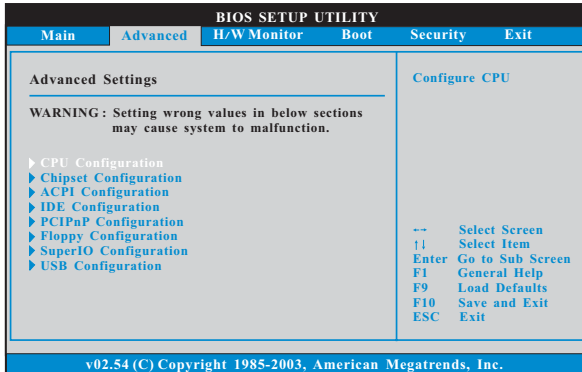 BIOS SETUP UTILITY
Main Advanced H/W Monitor Boot Security Exit
Advanced Settings
WARNING : Setting wrong values in below sections
may cause system to malfunction.
CPU Configuration
Chipset Configuration
ACPI Configuration
IDE Configuration
PCIPnP Configuration
Floppy Configuration
SuperIO Configuration
USB Configuration
Configure CPU
←→ Select Screen
↑↓ Select Item
Enter Go to Sub Screen
F1 General Help
F9 Load Defaults
F10 Save and Exit
ESC Exit
v02.54 (C) Copyright 1985-2003, American Megatrends, Inc.